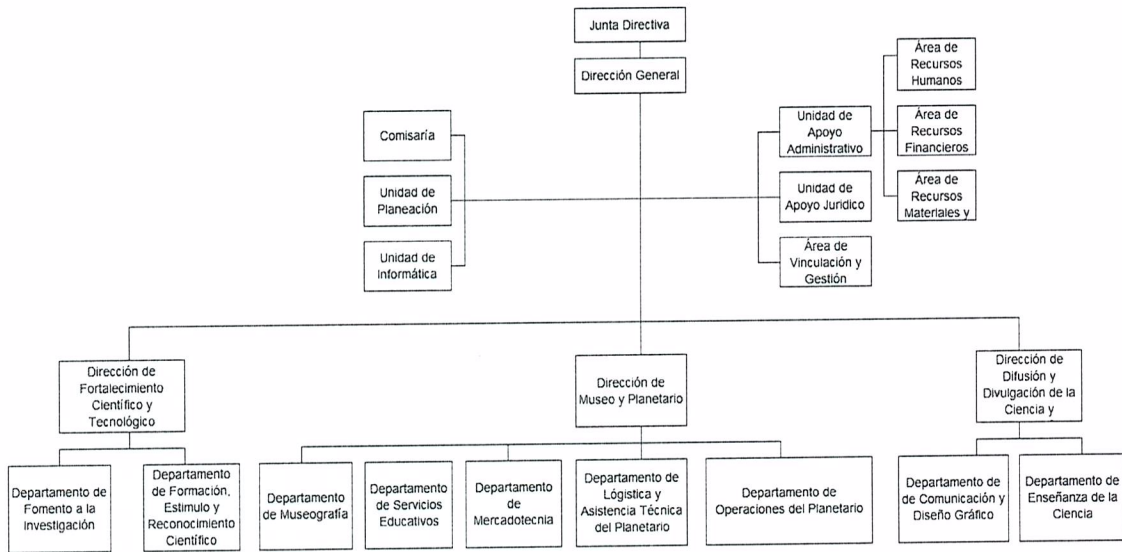 Junta Directiva
Dirección General
Área de
Recursos
Humanos
Comisaría
Unidad de
Apoyo
Administrativo
Área de
Recursos
Financieros
Unidad de
Planeación
Unidad de
Apoyo Juridico
Área de
Recursos
Materiales y
Unidad de
Informática
Área de
Vinculación y
Gestión
Dirección de
Fortalecimiento
Científico y
Tecnológico
Dirección de
Museo y Planetario
Dirección de
Difusión y
Divulgación de la
Ciencia y
Departamento de
Fomento a la
Investigación
Departamento
de Formación,
Estimulo y
Reconocimiento
Científico
Departamento
de Museografía
Departamento
de Servicios
Educativos
Departamento
de
Mercadotecnia
Departamento de
Lógistica y
Asistencia Técnica
del Planetario
Departamento de
Operaciones del Planetario
Departamento de
de Comunicación y
Diseño Gráfico
Departamento de
Enseñanza de la
Ciencia